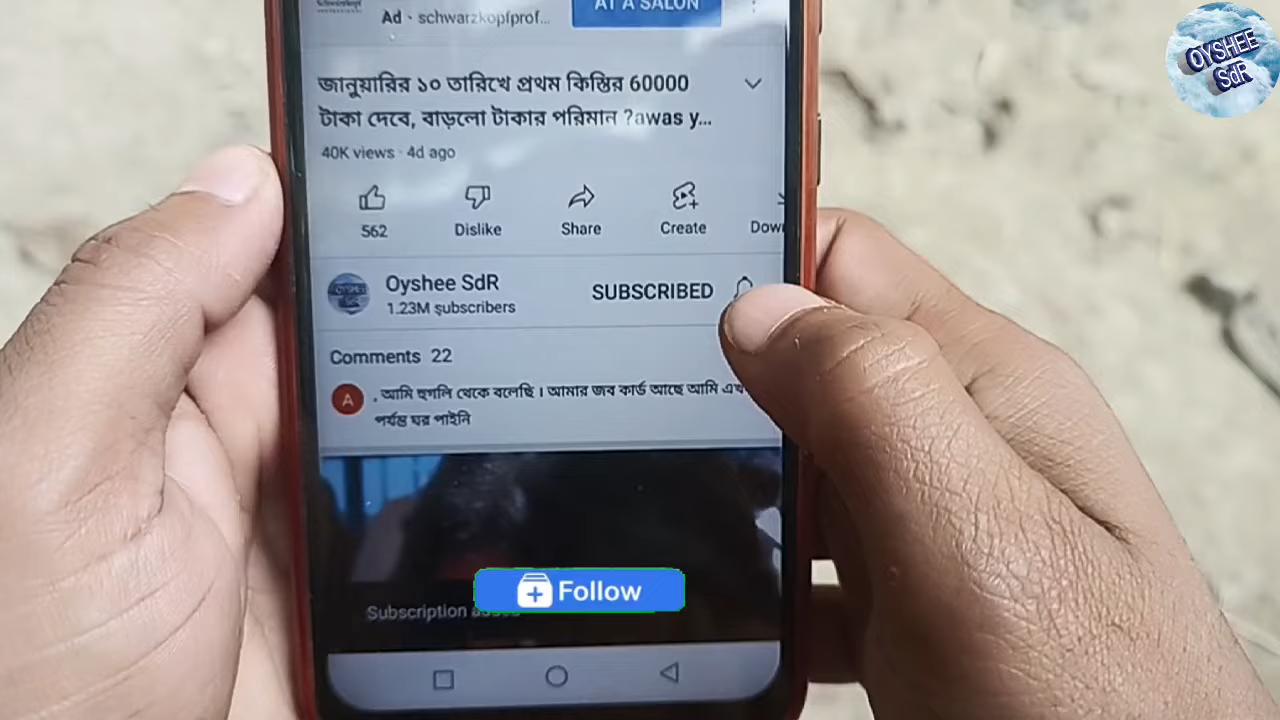 Schwarzkopf
Ad · schwarzkopfprof...
AT A SALON
OYSHEE
SdR
জানুয়ারির ১০ তারিখে প্রথম কিস্তির 60000
টাকা দেবে, বাড়লো টাকার পরিমান ?awas y...
40K views · 4d ago
562
Dislike
Share
Create
Dow
Oyshee SdR
1.23M subscribers
SUBSCRIBED
Comments 22
A
. আমি হুগলি থেকে বলেছি। আমার জব কার্ড আছে আমি এখ
পর্যন্ত ঘর পাইনি
Follow
Subscription